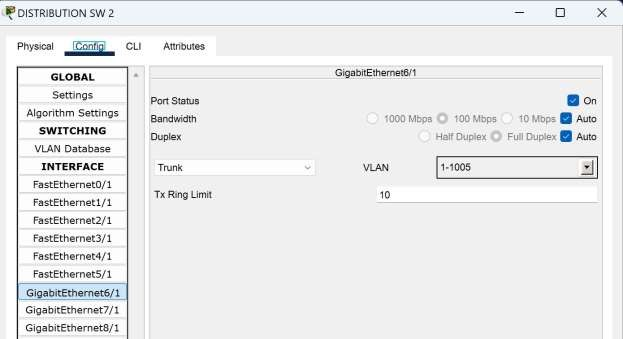 DISTRIBUTION SW 2
Physical Config CLI Attributes
GLOBAL
Settings
Algorithm Settings
SWITCHING
VLAN Database
INTERFACE
FastEthernet0/1
FastEthernet1/1
FastEthernet2/1
FastEthernet3/1
FastEthernet4/1
FastEthernet5/1
GigabitEthernet6/1
GigabitEthernet7/1
GigabitEthernet8/1
GigabitEthernet6/1
Port Status On
Bandwidth 1000 Mbps 100 Mbps 10 Mbps Auto
Duplex Half Duplex Full Duplex Auto
Trunk VLAN 1-1005
Tx Ring Limit 10